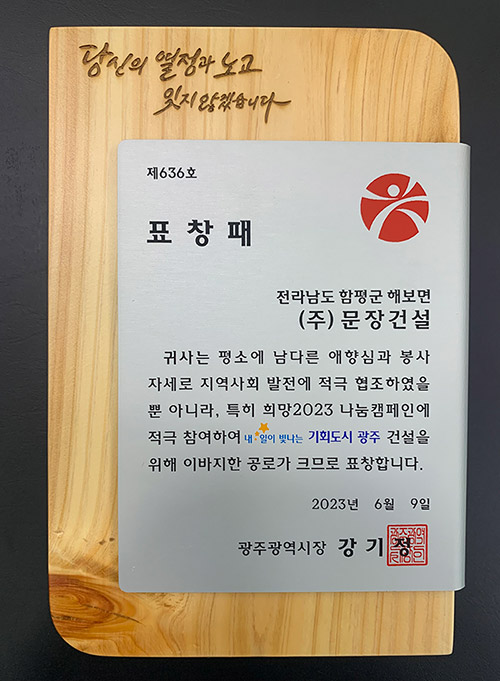 당신의 열정과 노고
잊지 않겠습니다
제636호
표창패
전라남도 함평군 해보면
(주) 문장건설
귀사는 평소에 남다른 애향심과 봉사
자세로 지역사회 발전에 적극 협조하였을
뿐 아니라, 특히 희망2023 나눔캠페인에
적극 참여하여 내★일이 빛나는 기회도시 광주 건설을
위해 이바지한 공로가 크므로 표창합니다.
2023년 6월 9일
광주광역시장 강기정